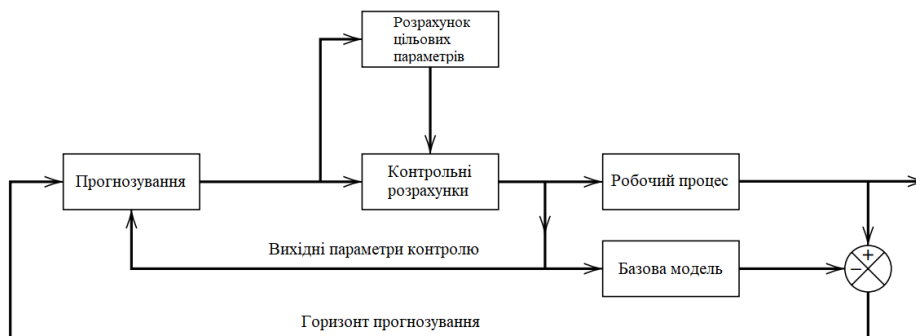 Розрахунок
цільових
параметрів
Прогнозування
Контрольні
розрахунки
Робочий процес
Вихідні параметри контролю
Базова модель
+
−
Горизонт прогнозування